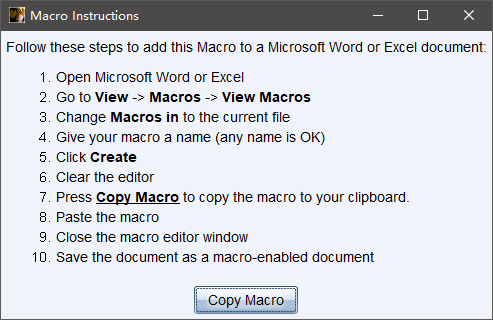 Macro Instructions
Follow these steps to add this Macro to a Microsoft Word or Excel document:
1. Open Microsoft Word or Excel
2. Go to View -> Macros -> View Macros
3. Change Macros in to the current file
4. Give your macro a name (any name is OK)
5. Click Create
6. Clear the editor
7. Press Copy Macro to copy the macro to your clipboard.
8. Paste the macro
9. Close the macro editor window
10. Save the document as a macro-enabled document
Copy Macro